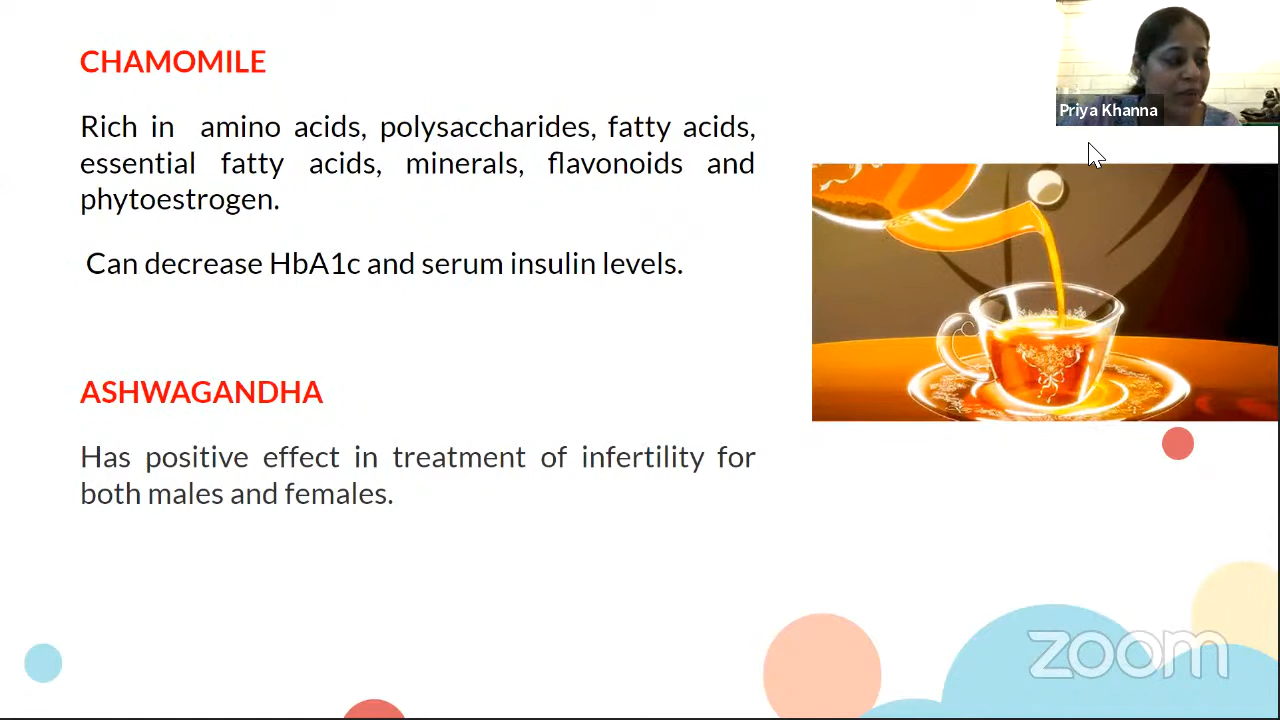 CHAMOMILE
Priya Khanna
Rich in amino acids, polysaccharides, fatty acids,
essential fatty acids, minerals, flavonoids and
phytoestrogen.
Can decrease HbA1c and serum insulin levels.
ASHWAGANDHA
Has positive effect in treatment of infertility for
both males and females.
zoom